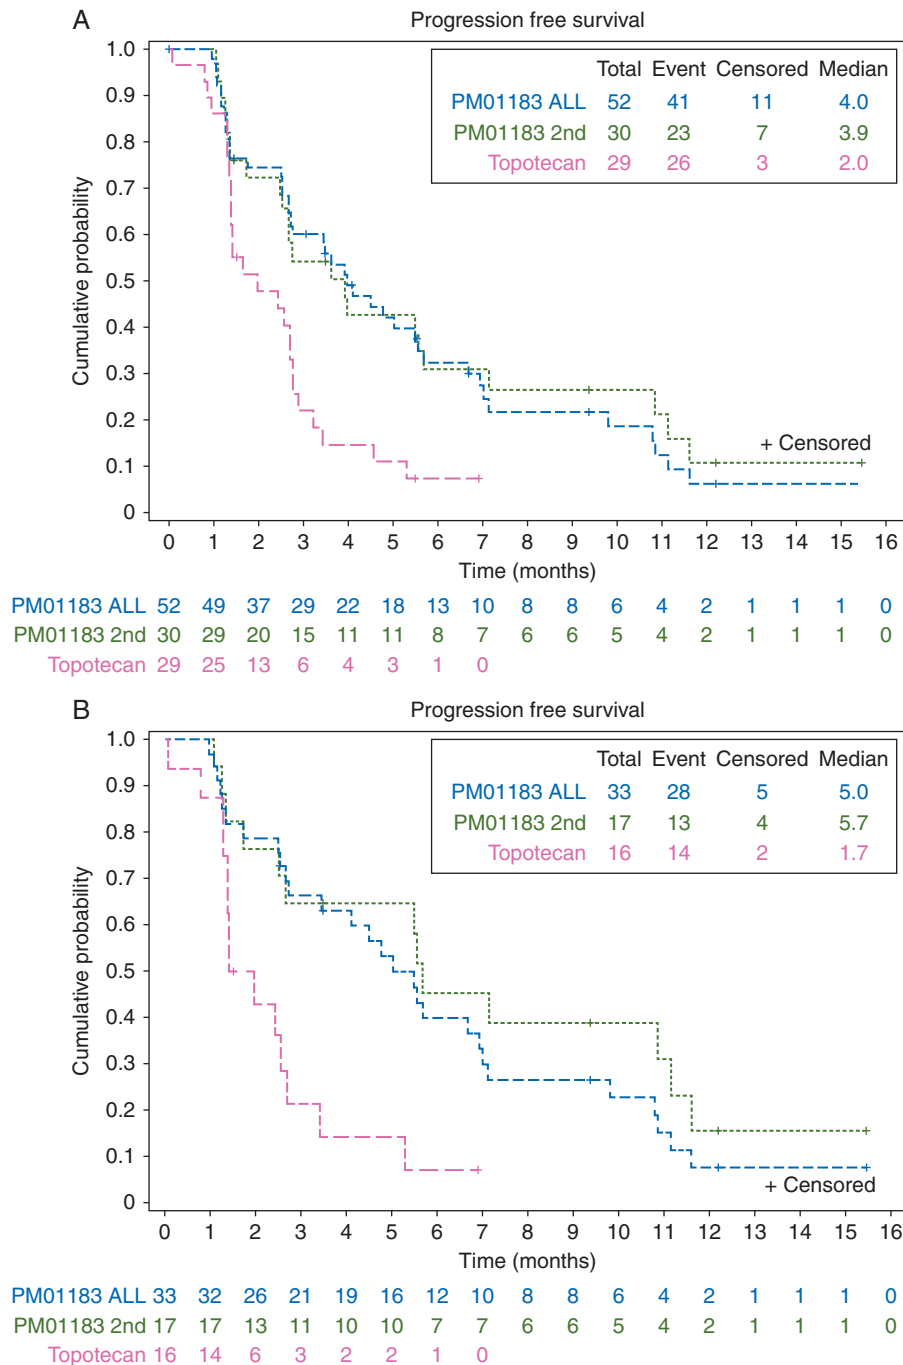 A
Progression free survival
Total Event Censored Median
PM01183 ALL 52 41 11 4.0
PM01183 2nd 30 23 7 3.9
Topotecan 29 26 3 2.0
1.0
0.9
0.8
0.7
0.6
0.5
0.4
0.3
0.2
0.1
0
Cumulative probability
+ Censored
0 1 2 3 4 5 6 7 8 9 10 11 12 13 14 15 16
Time (months)
PM01183 ALL 52 49 37 29 22 18 13 10 8 8 6 4 2 1 1 1 0
PM01183 2nd 30 29 20 15 11 11 8 7 6 6 5 4 2 1 1 1 0
Topotecan 29 25 13 6 4 3 1 0
B
Progression free survival
Total Event Censored Median
PM01183 ALL 33 28 5 5.0
PM01183 2nd 17 13 4 5.7
Topotecan 16 14 2 1.7
1.0
0.9
0.8
0.7
0.6
0.5
0.4
0.3
0.2
0.1
0
Cumulative probability
+ Censored
0 1 2 3 4 5 6 7 8 9 10 11 12 13 14 15 16
Time (months)
PM01183 ALL 33 32 26 21 19 16 12 10 8 8 6 4 2 1 1 1 0
PM01183 2nd 17 17 13 11 10 10 7 7 6 6 5 4 2 1 1 1 0
Topotecan 16 14 6 3 2 2 1 0